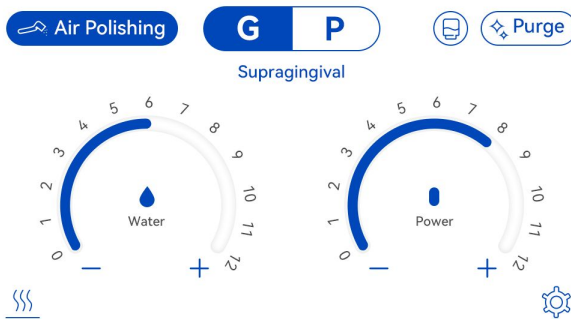 Air Polishing
G P
Purge
Supragingival
0 1 2 3 4 5 6 7 8 9 10 11 12
Water
− +
0 1 2 3 4 5 6 7 8 9 10 11 12
Power
− +